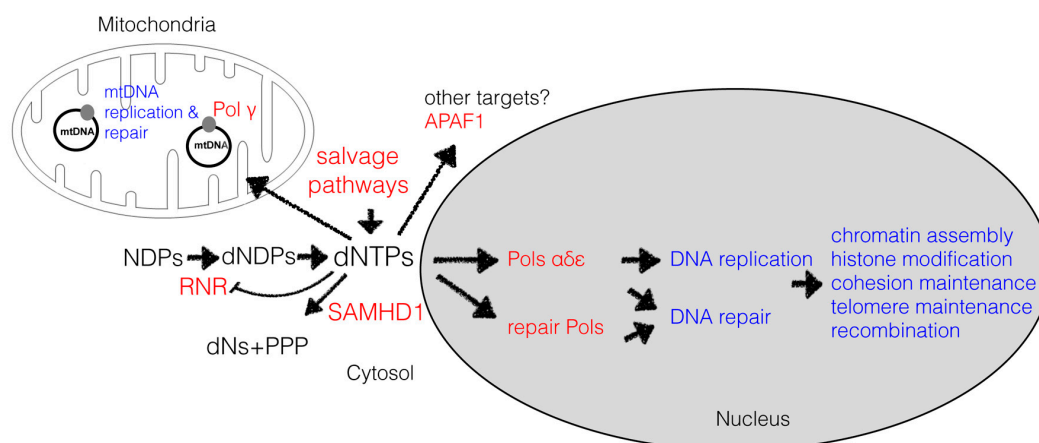 Mitochondria
mtDNA
replication &
repair
Pol γ
mtDNA
mtDNA
other targets?
APAF1
salvage
pathways
NDPs
dNDPs
dNTPs
RNR
SAMHD1
dNs+PPP
Cytosol
Pols αδε
repair Pols
DNA replication
DNA repair
chromatin assembly
histone modification
cohesion maintenance
telomere maintenance
recombination
Nucleus